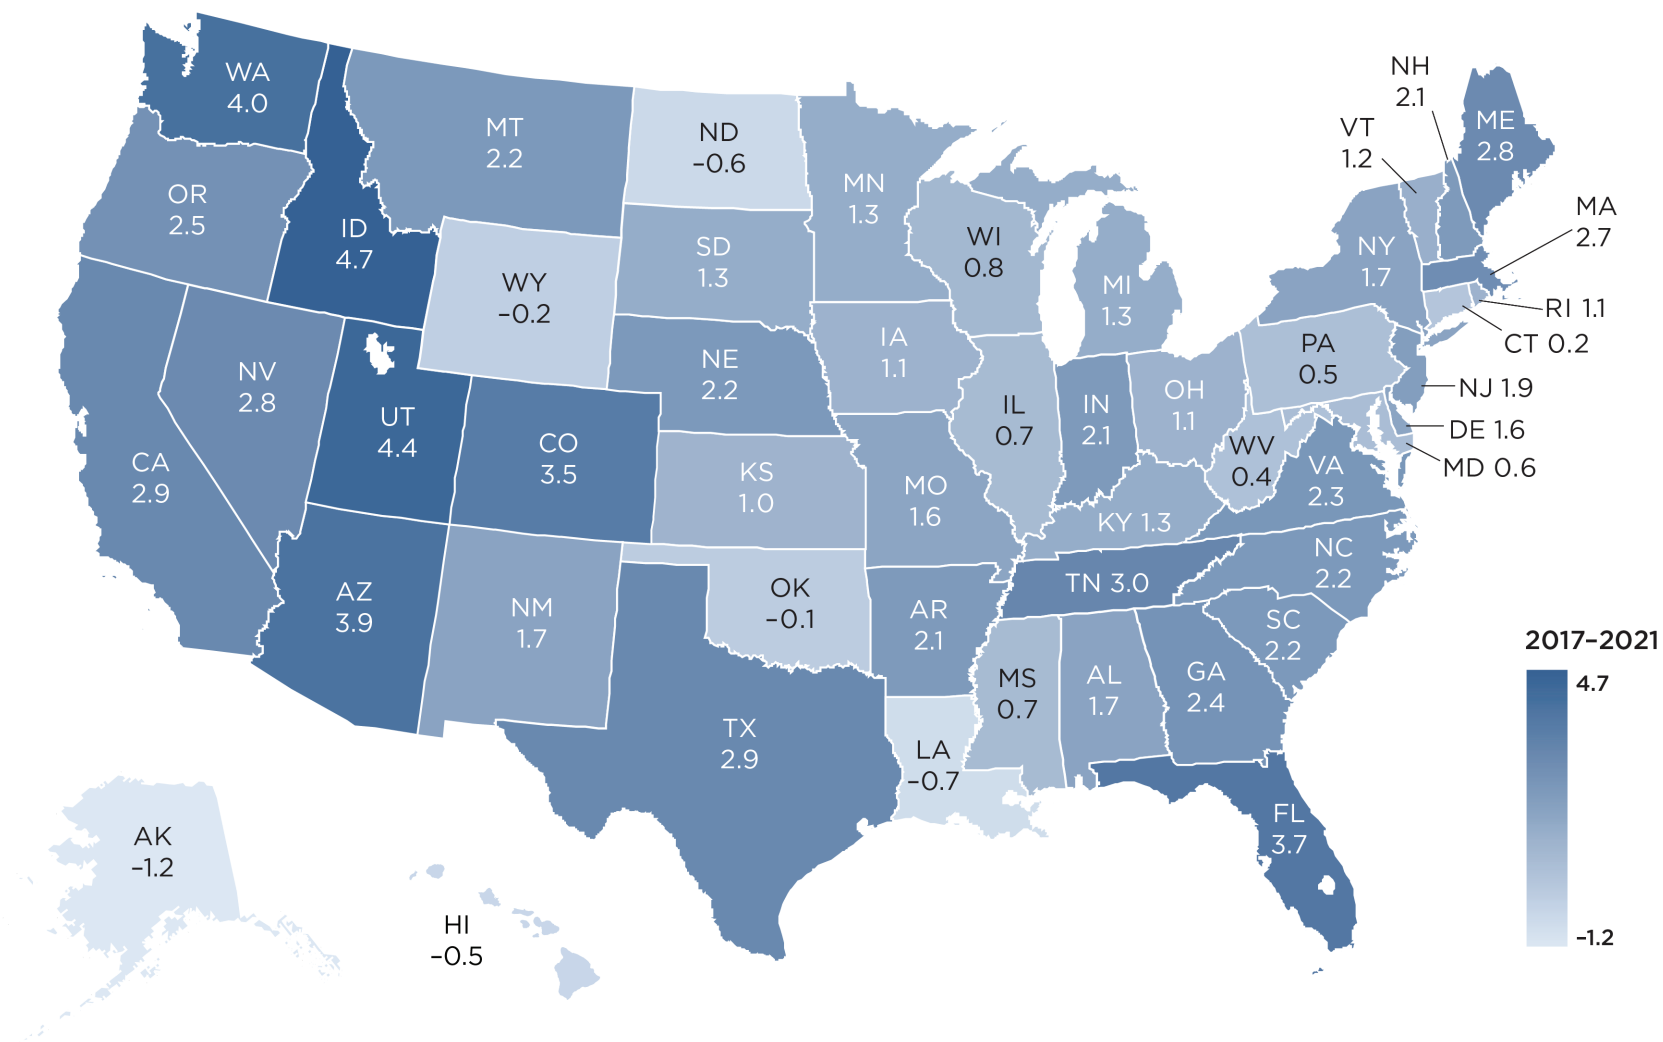 WA
4.0
NH
2.1
ME
2.8
VT
1.2
MT
2.2
ND
–0.6
MN
1.3
OR
2.5
ID
4.7
MA
2.7
WI
0.8
SD
1.3
NY
1.7
WY
–0.2
MI
1.3
RI 1.1
CT 0.2
IA
1.1
PA
0.5
NE
2.2
NV
2.8
NJ 1.9
OH
1.1
IL
0.7
IN
2.1
UT
4.4
CO
3.5
DE 1.6
WV
0.4
MD 0.6
CA
2.9
VA
2.3
KS
1.0
MO
1.6
KY 1.3
NC
2.2
TN 3.0
AZ
3.9
OK
–0.1
NM
1.7
AR
2.1
SC
2.2
2017–2021
4.7
MS
0.7
AL
1.7
GA
2.4
TX
2.9
LA
–0.7
FL
3.7
AK
–1.2
HI
–0.5
–1.2